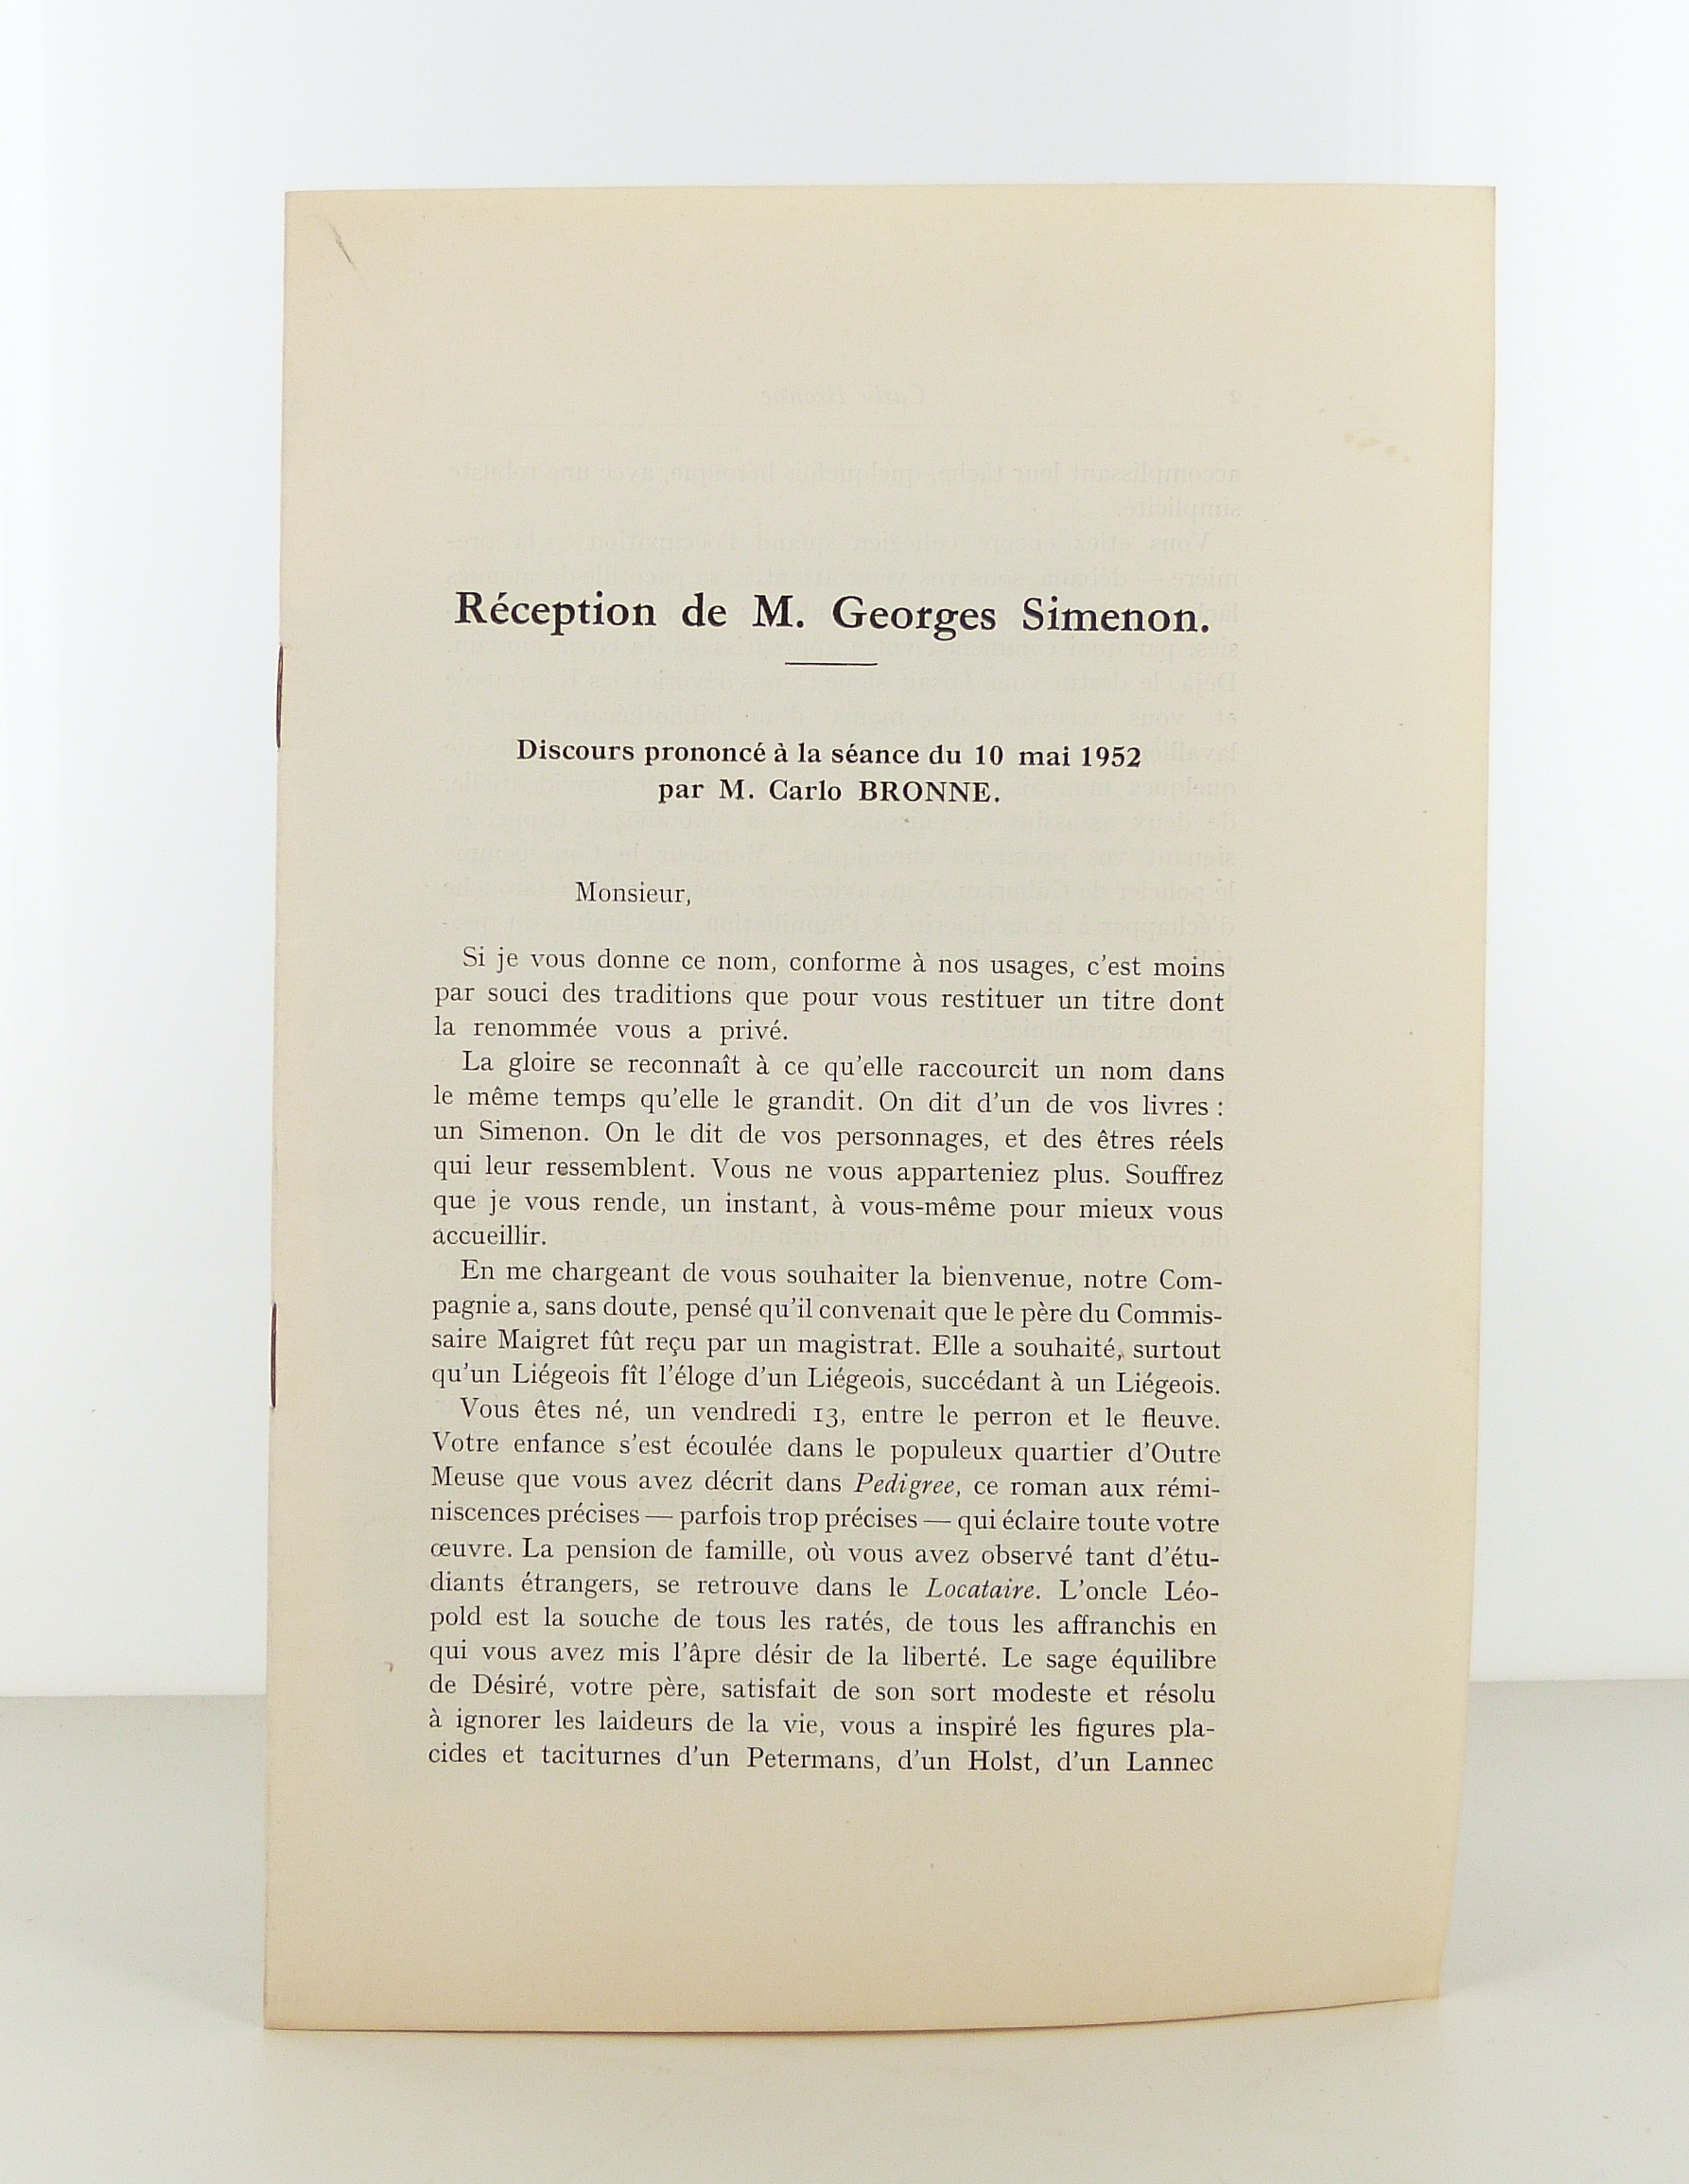 Réception de M. Georges Simenon.
Discours prononcé à la séance du 10 mai 1952
par M. Carlo BRONNE.
Monsieur,
Si je vous donne ce nom, conforme à nos usages, c'est moins
par souci des traditions que pour vous restituer un titre dont
la renommée vous a privé.
La gloire se reconnaît à ce qu'elle raccourcit un nom dans
le même temps qu'elle le grandit. On dit d'un de vos livres :
un Simenon. On le dit de vos personnages, et des êtres réels
qui leur ressemblent. Vous ne vous apparteniez plus. Souffrez
que je vous rende, un instant, à vous-même pour mieux vous
accueillir.
En me chargeant de vous souhaiter la bienvenue, notre Com-
pagnie a, sans doute, pensé qu'il convenait que le père du Commis-
saire Maigret fût reçu par un magistrat. Elle a souhaité, surtout
qu'un Liégeois fît l'éloge d'un Liégeois, succédant à un Liégeois.
Vous êtes né, un vendredi 13, entre le perron et le fleuve.
Votre enfance s'est écoulée dans le populeux quartier d'Outre
Meuse que vous avez décrit dans Pedigree, ce roman aux rémi-
niscences précises — parfois trop précises — qui éclaire toute votre
œuvre. La pension de famille, où vous avez observé tant d'étu-
diants étrangers, se retrouve dans le Locataire. L'oncle Léo-
pold est la souche de tous les ratés, de tous les affranchis en
qui vous avez mis l'âpre désir de la liberté. Le sage équilibre
de Désiré, votre père, satisfait de son sort modeste et résolu
à ignorer les laideurs de la vie, vous a inspiré les figures pla-
cides et taciturnes d'un Petermans, d'un Holst, d'un Lannec